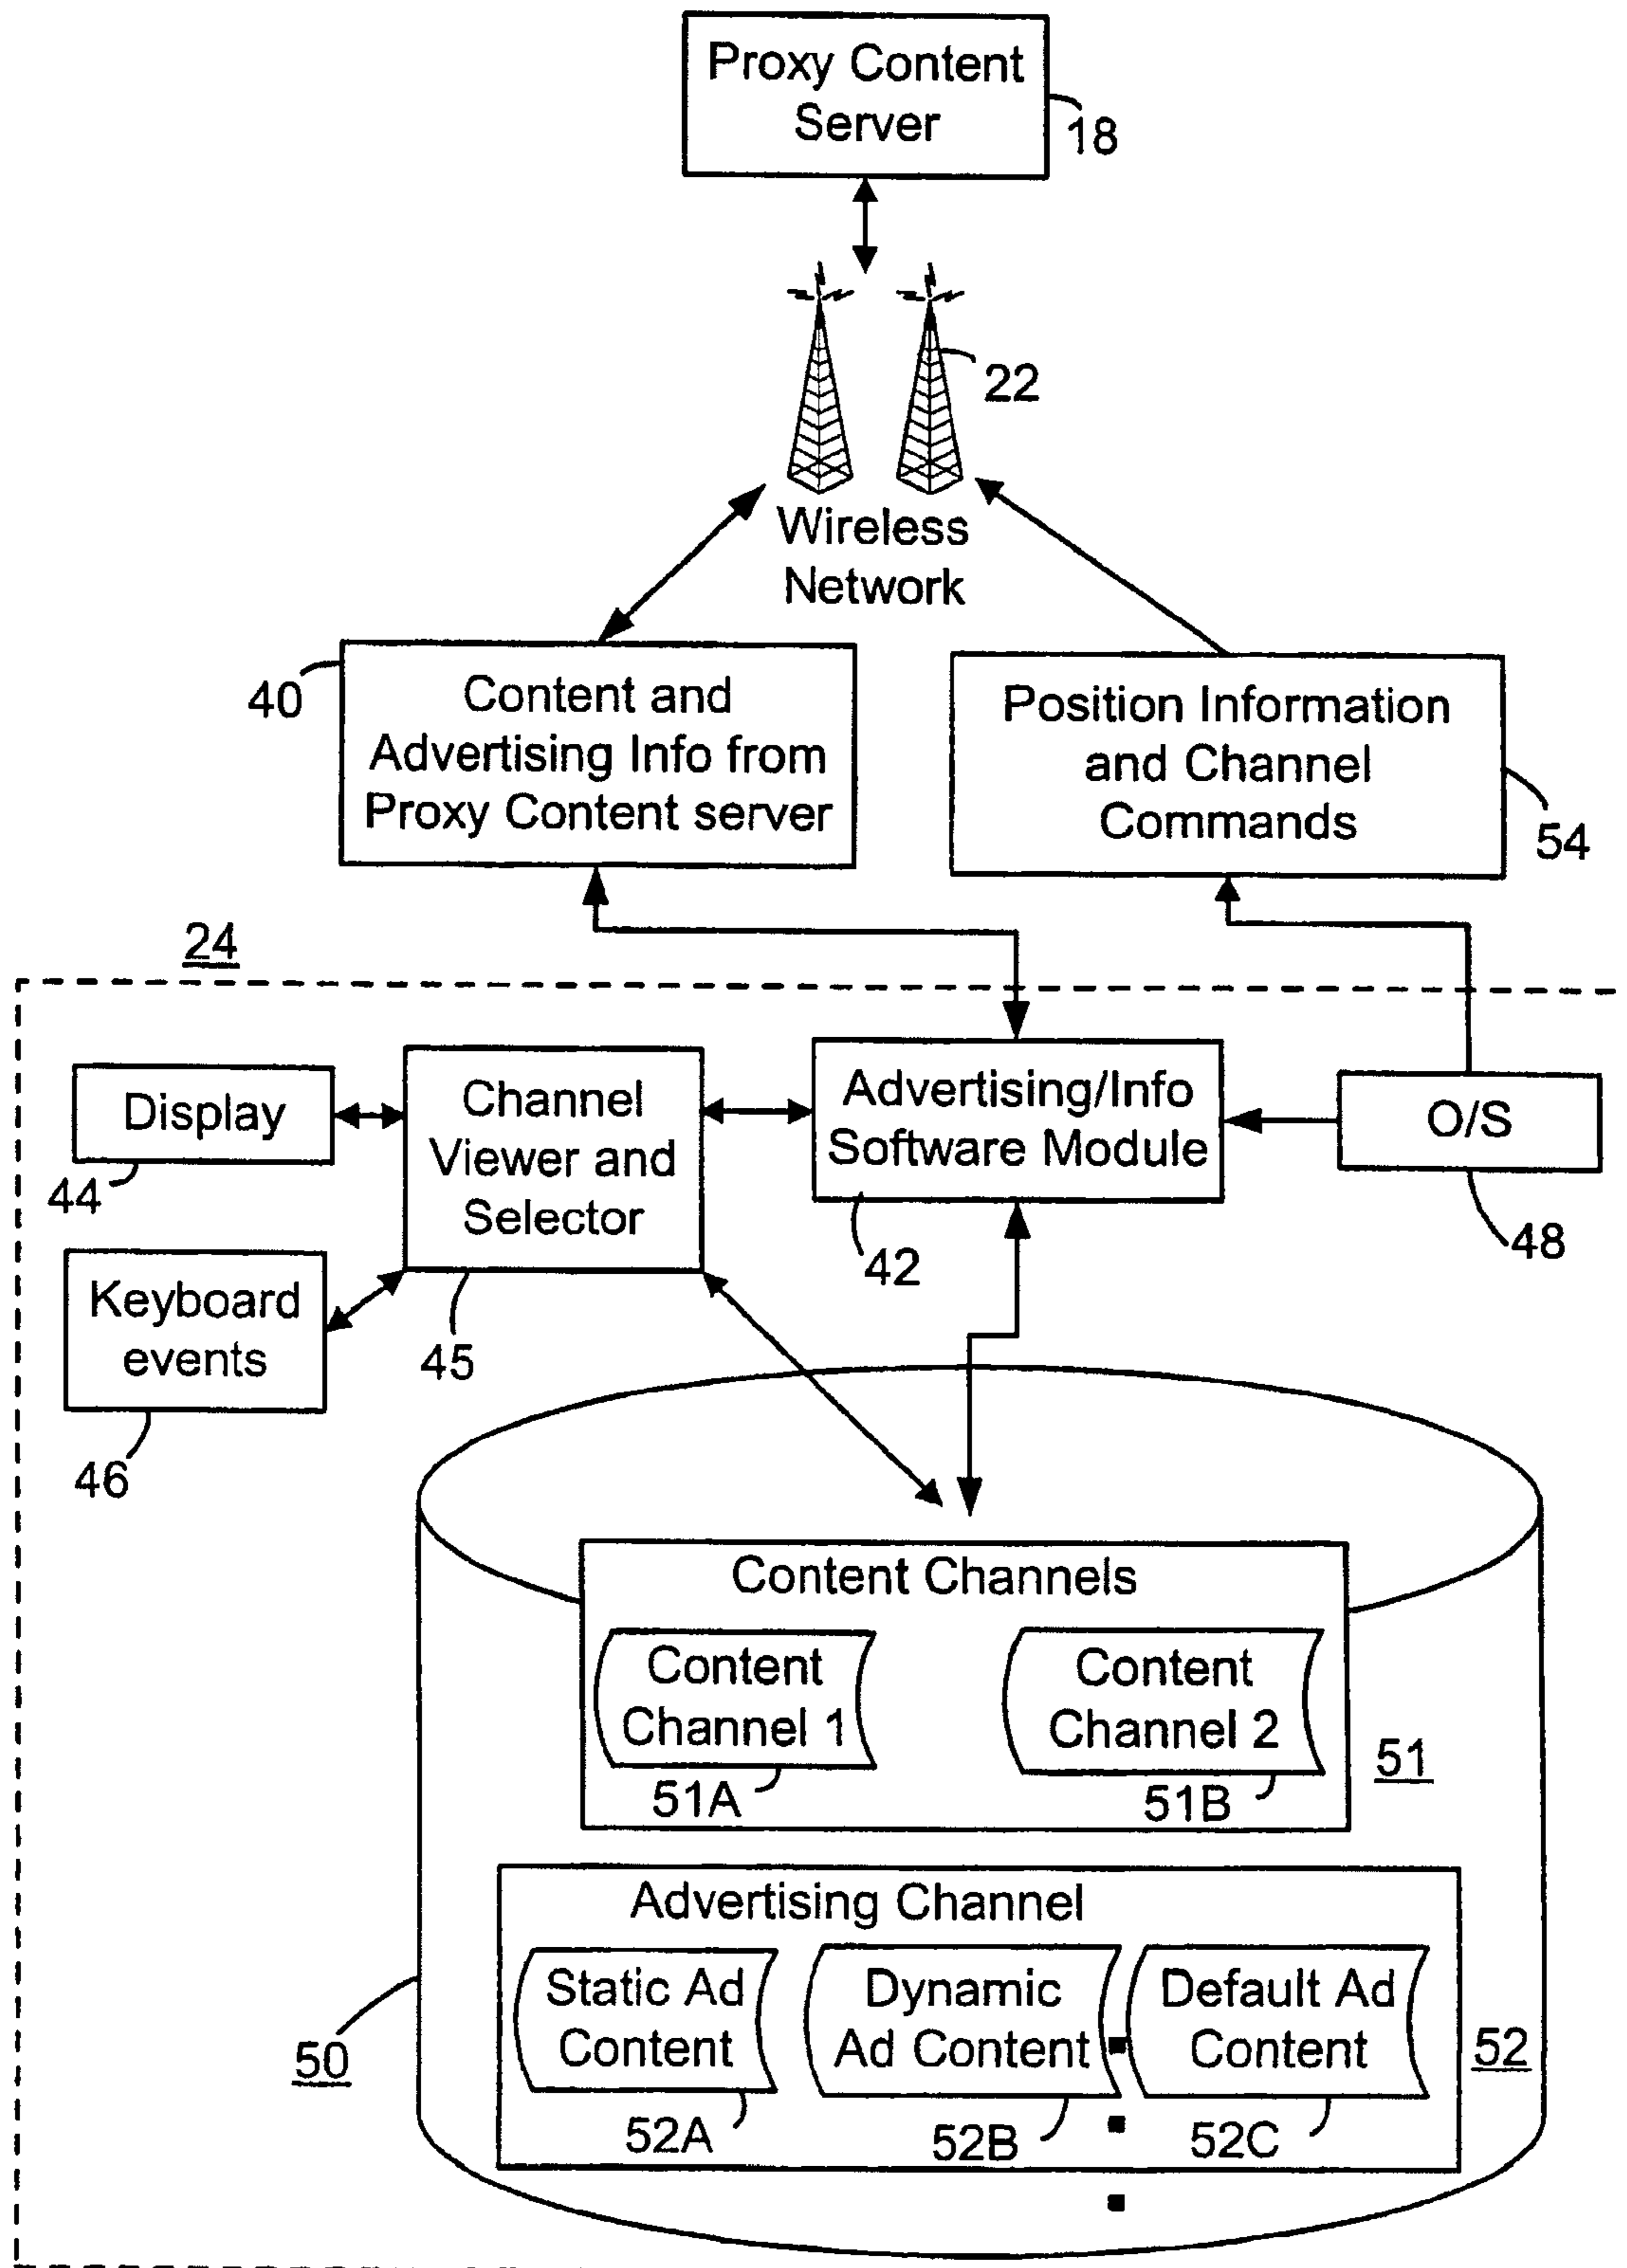 Proxy Content
Server
18
22
Wireless
Network
40
Content and
Advertising Info from
Proxy Content server
Position Information
and Channel
Commands
54
24
Display
44
Channel
Viewer and
Selector
45
Advertising/Info
Software Module
42
O/S
48
Keyboard
events
46
Content Channels
Content
Channel 1
51A
Content
Channel 2
51B
51
Advertising Channel
Static Ad
Content
52A
Dynamic
Ad Content
52B
Default Ad
Content
52C
52
50